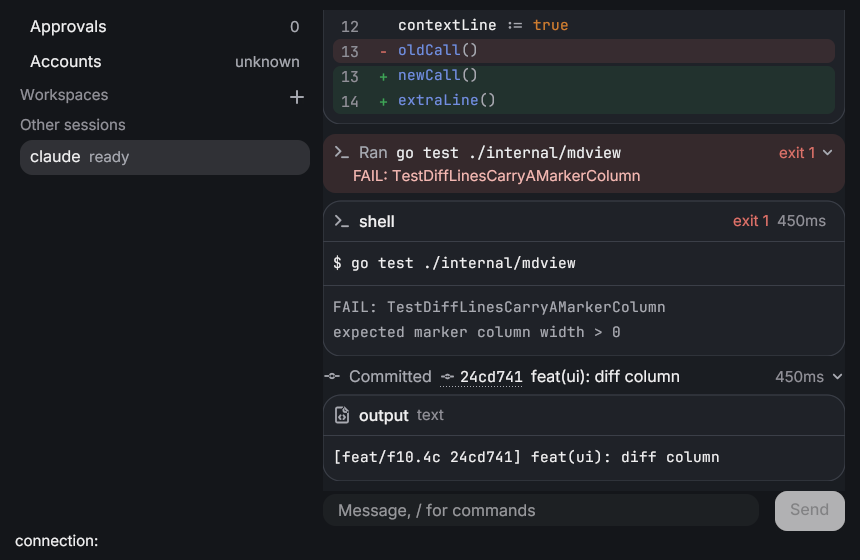 Approvals 0
Accounts unknown
Workspaces +
Other sessions
claude ready
connection:
12 contextLine := true
13 - oldCall()
13 + newCall()
14 + extraLine()
Ran go test ./internal/mdview exit 1
FAIL: TestDiffLinesCarryAMarkerColumn
shell exit 1 450ms
$ go test ./internal/mdview
FAIL: TestDiffLinesCarryAMarkerColumn
expected marker column width > 0
Committed 24cd741 feat(ui): diff column 450ms
output text
[feat/f10.4c 24cd741] feat(ui): diff column
Message, / for commands Send